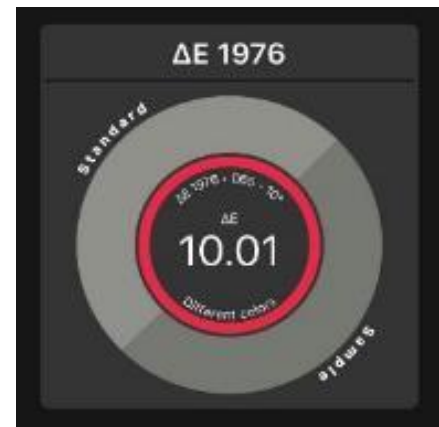 ΔE 1976
Standard
ΔE 1976 • D65 - 10°
ΔE
10.01
Different colors
Sample